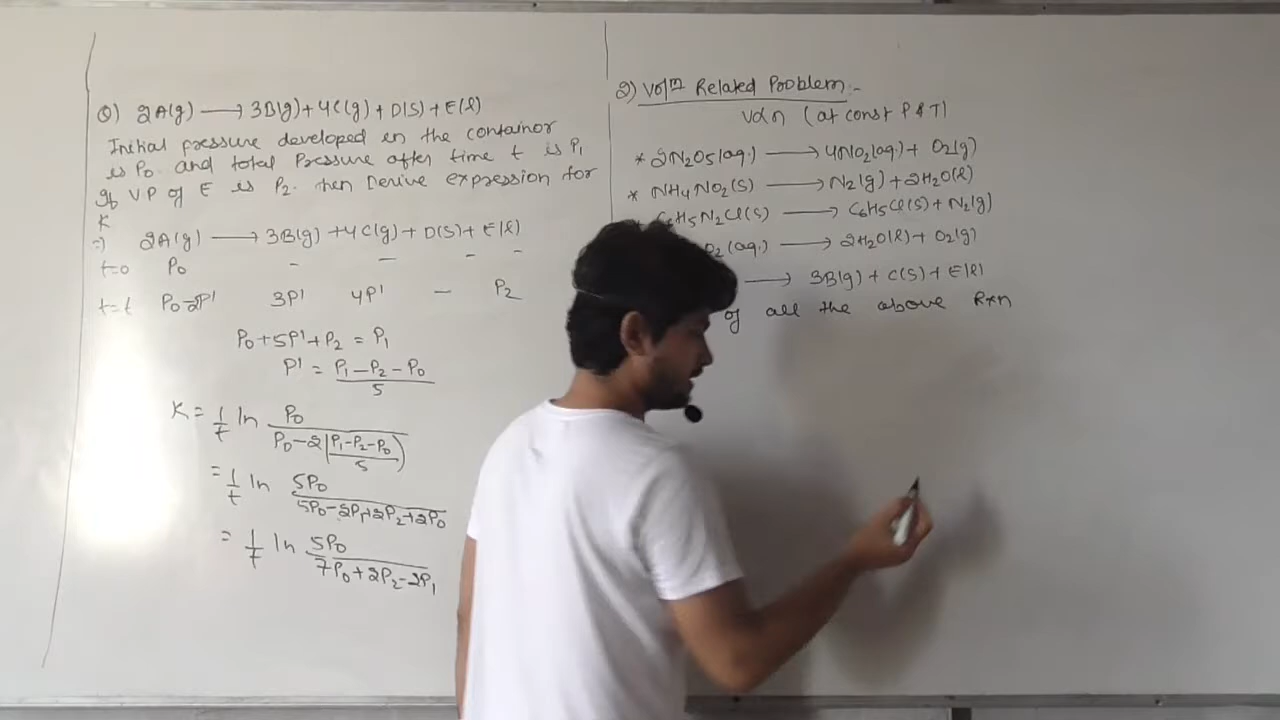 Q) 2A(g) ⟶ 3B(g) + 4C(g) + D(S) + E(l)
Initial pressure developed in the container
is P₀ and total Pressure after time t is P₁
If VP of E is P₂. then Derive expression for
K
⇒) 2A(g) ⟶ 3B(g) + 4C(g) + D(S) + E(l)
t=0 P₀ - - - -
t=t P₀-2P' 3P' 4P' - P₂
P₀ + 5P' + P₂ = P₁
P' = (P₁ - P₂ - P₀)/5
K = 1/t ln P₀/(P₀ - 2((P₁-P₂-P₀)/5))
= 1/t ln 5P₀/(5P₀ - 2P₁ + 2P₂ + 2P₀)
= 1/t ln 5P₀/(7P₀ + 2P₂ - 2P₁)
2) Volᵐ Related Problem :-
V∝n (at const P & T)
* 2N₂O₅(aq.) ⟶ 4NO₂(aq) + O₂(g)
* NH₄NO₂(S) ⟶ N₂(g) + 2H₂O(l)
C₆H₅N₂Cl(S) ⟶ C₆H₅Cl(S) + N₂(g)
O₂(aq.) ⟶ 2H₂O(l) + O₂(g)
⟶ 3B(g) + C(S) + E(l)
of all the above Rxn